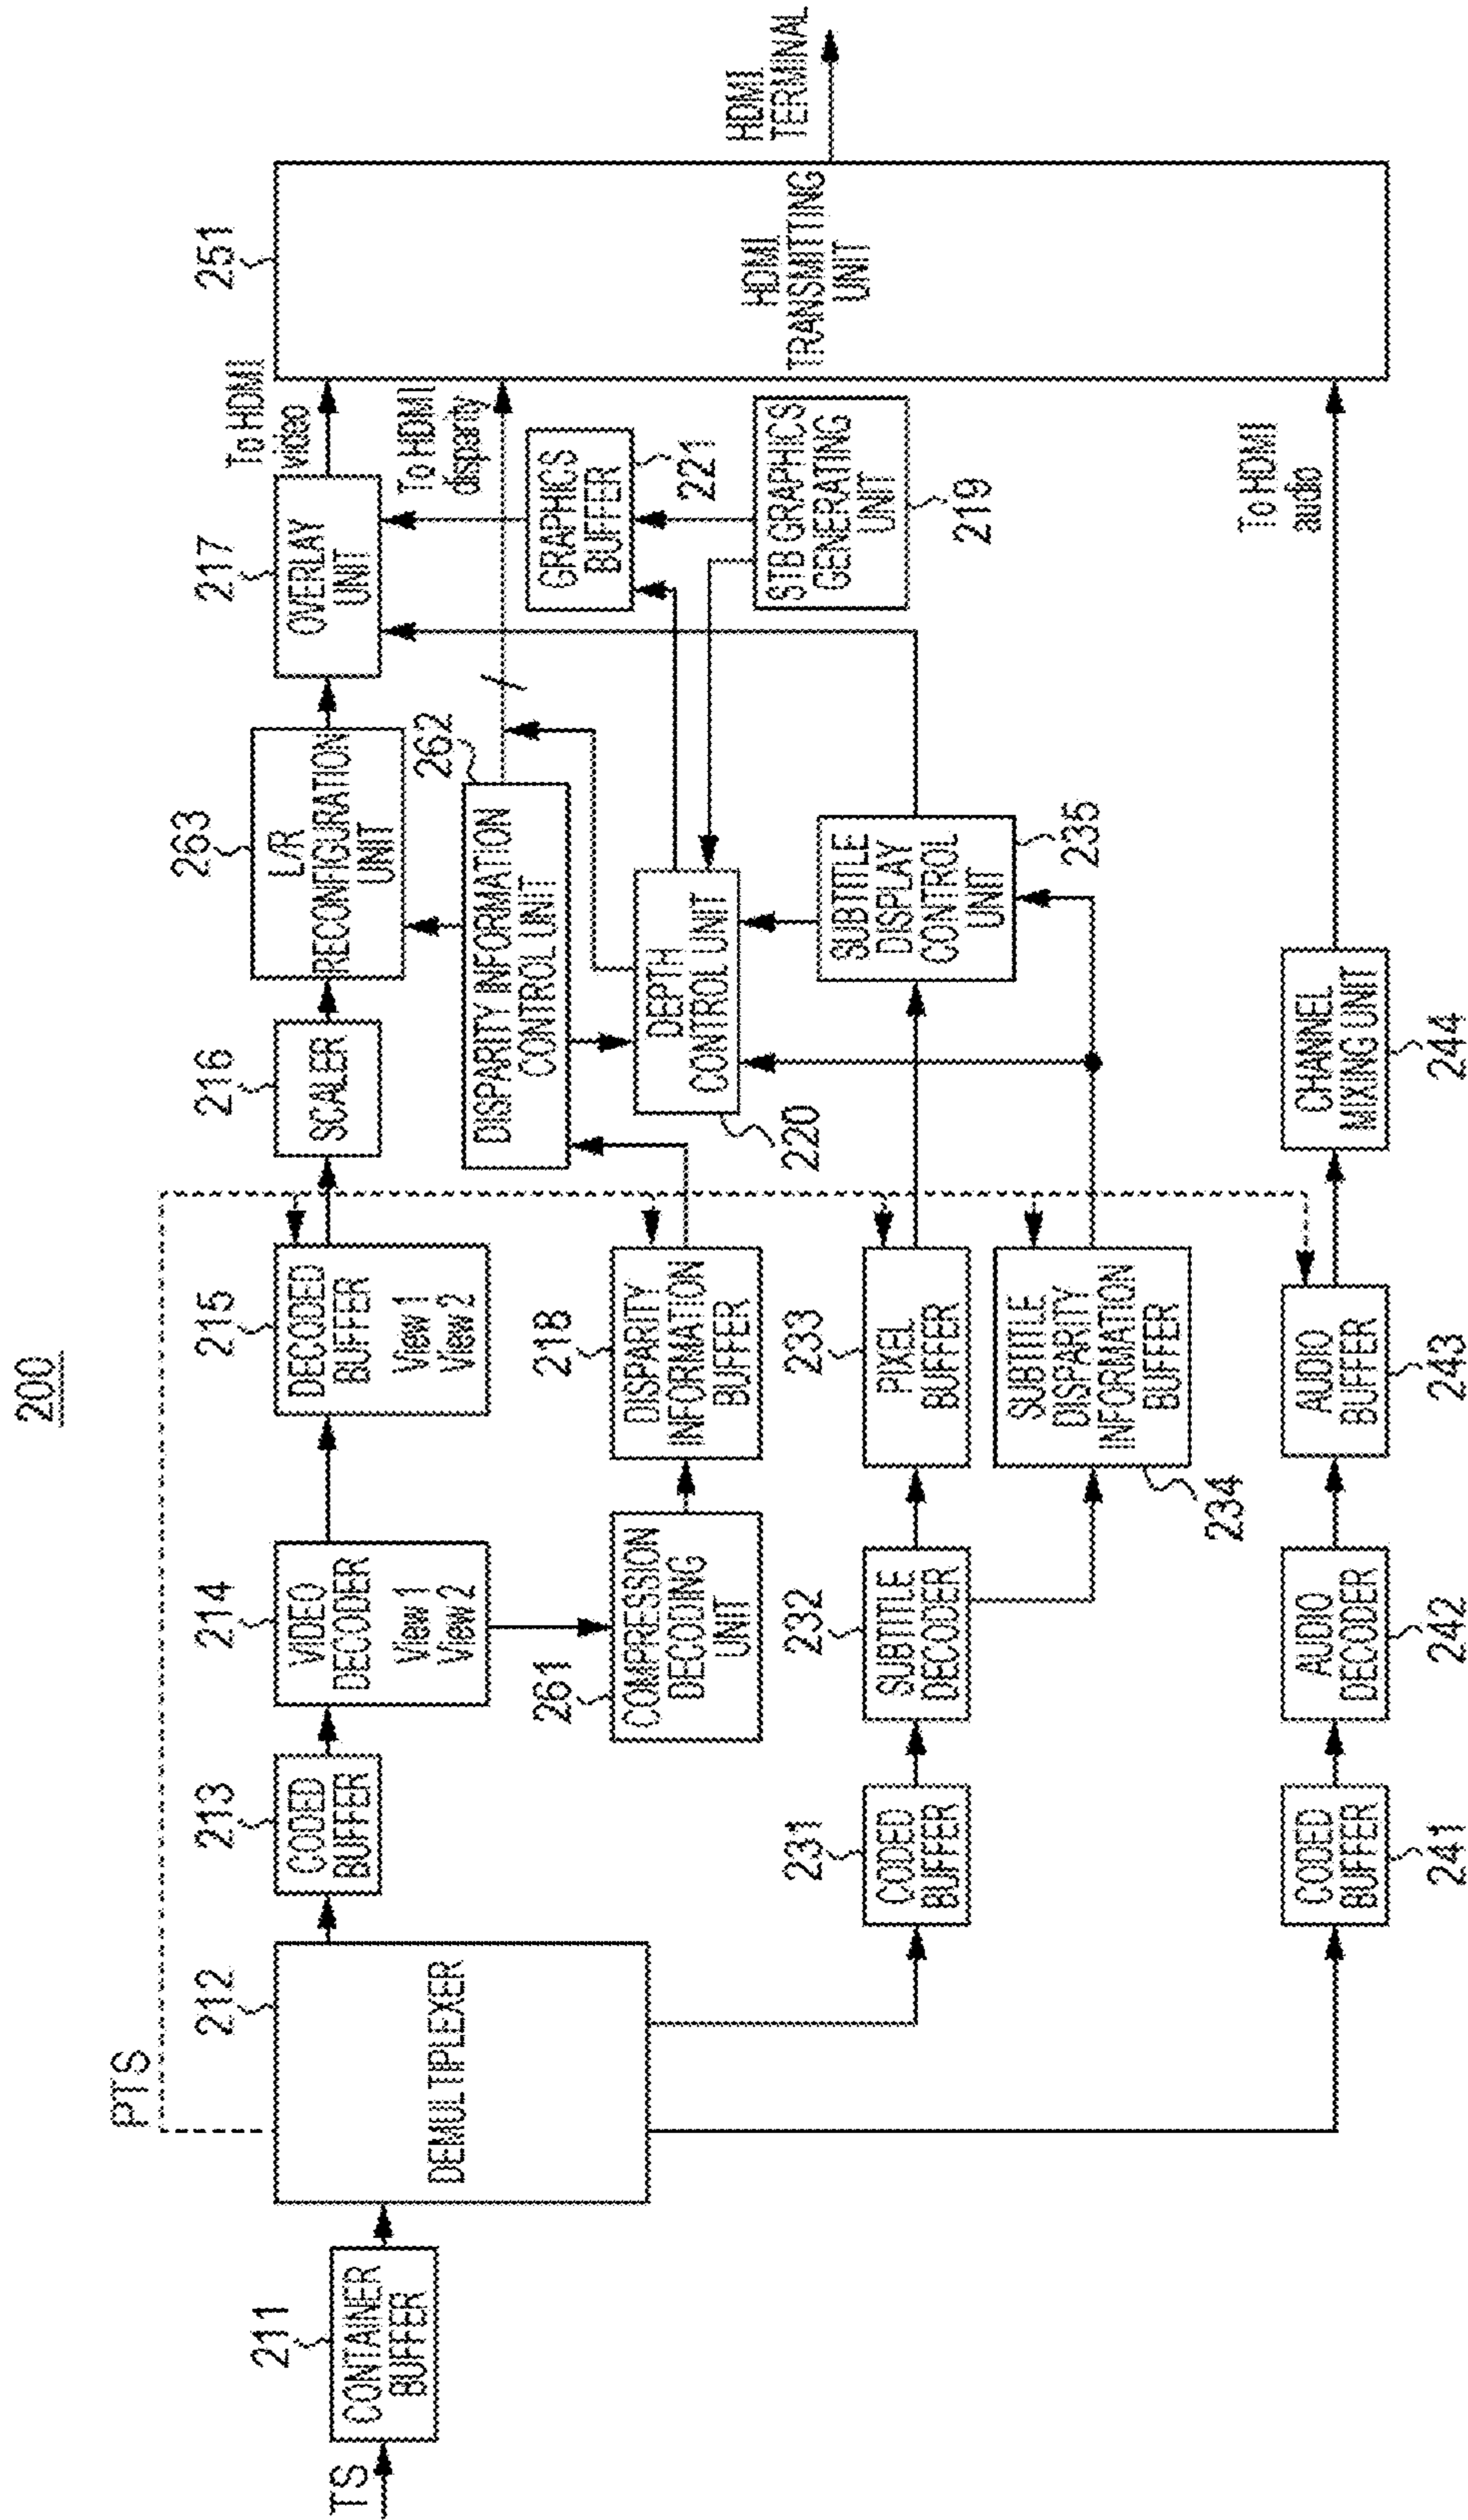 200
PTS
TS
211
CONTAINER
BUFFER
212
DEMULTIPLEXER
213
CODED
BUFFER
214
VIDEO
DECODER
View 1
View 2
215
DECODED
BUFFER
View 1
View 2
216
SCALER
263
L/R
RECONFIGURATION
UNIT
217
OVERLAY
UNIT
To HDMI
video
251
HDMI
TRANSMITTING
UNIT
HDMI
TERMINAL
261
COMPRESSION
DECODING
UNIT
218
DISPARITY
INFORMATION
BUFFER
262
DISPARITY INFORMATION
CONTROL UNIT
To HDMI
disparity
220
DEPTH
CONTROL UNIT
GRAPHICS
BUFFER
221
STB GRAPHICS
GENERATING
UNIT
219
231
CODED
BUFFER
232
SUBTITLE
DECODER
233
PIXEL
BUFFER
SUBTITLE
DISPARITY
INFORMATION
BUFFER
234
SUBTITLE
DISPLAY
CONTROL
UNIT
235
CODED
BUFFER
241
AUDIO
DECODER
242
AUDIO
BUFFER
243
CHANNEL
MIXING UNIT
244
To HDMI
audio